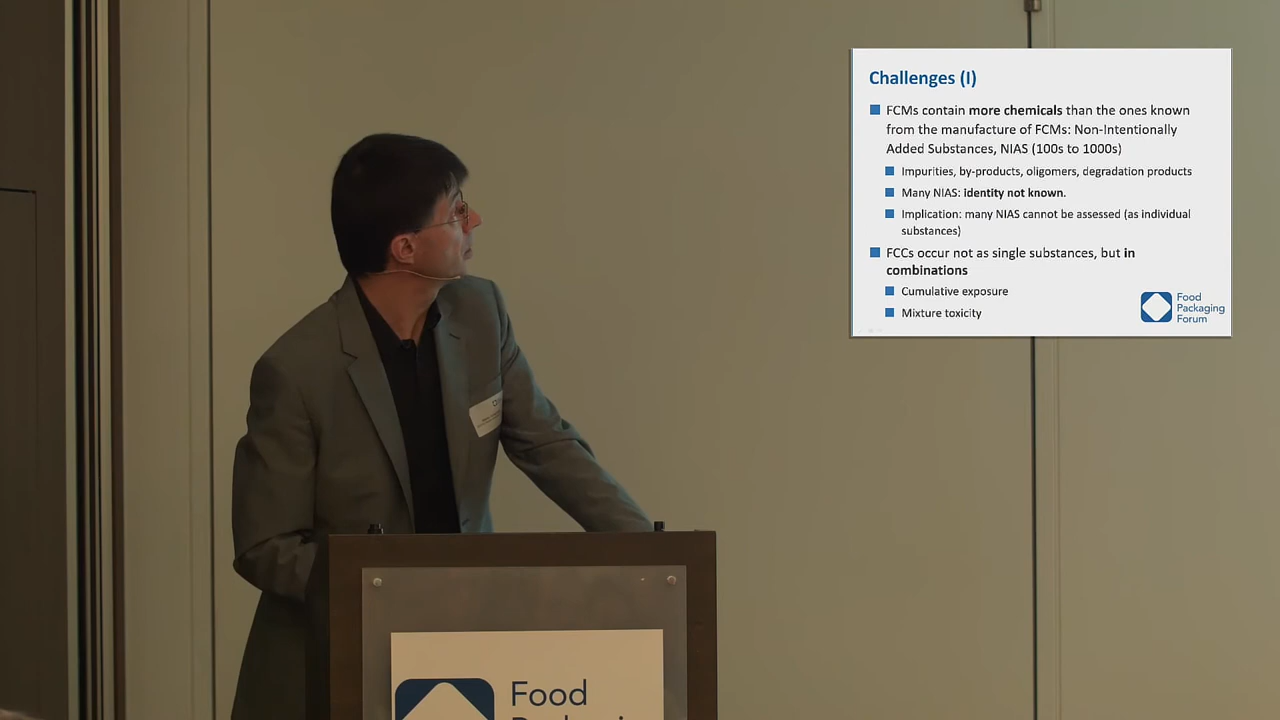 Challenges (I)
FCMs contain more chemicals than the ones known
from the manufacture of FCMs: Non-Intentionally
Added Substances, NIAS (100s to 1000s)
Impurities, by-products, oligomers, degradation products
Many NIAS: identity not known.
Implication: many NIAS cannot be assessed (as individual
substances)
FCCs occur not as single substances, but in
combinations
Cumulative exposure
Mixture toxicity
Food
Packaging
Forum
Food